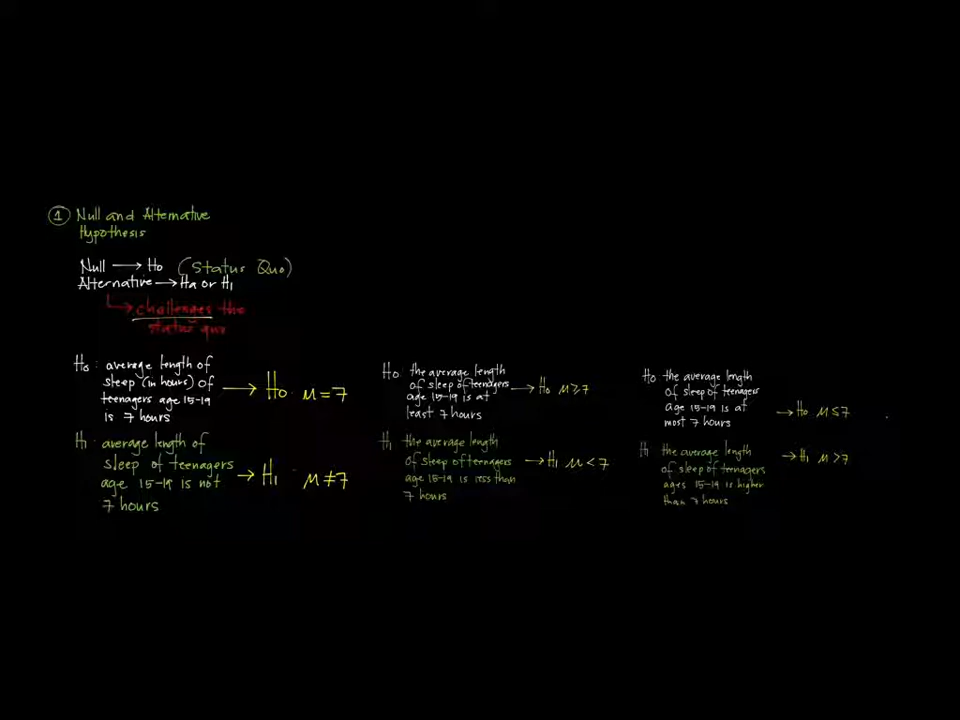 ① Null and Alternative
Hypothesis
Null → Ho (Status Quo)
Alternative → Ha or H1
↳ challenges the
status quo
Ho: average length of
sleep (in hours) of
teenagers age 15-19
is 7 hours
→ Ho: μ = 7
H1: average length of
sleep of teenagers
age 15-19 is not
7 hours
→ H1 μ ≠ 7
Ho: the average length
of sleep of teenagers
age 15-19 is at
least 7 hours
→ Ho μ ≥ 7
H1 the average length
of sleep of teenagers
age 15-19 is less than
7 hours
→ H1 μ < 7
Ho the average length
of sleep of teenagers
age 15-19 is at
most 7 hours
→ Ho μ ≤ 7
H1 the average length
of sleep of teenagers
ages 15-19 is higher
than 7 hours
→ H1 μ > 7